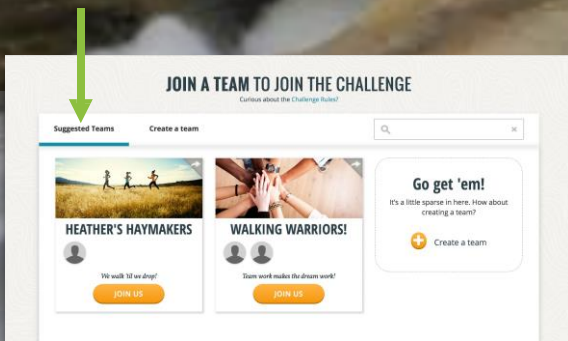 JOIN A TEAM TO JOIN THE CHALLENGE
Curious about the Challenge Rules?
Suggested Teams
Create a team
HEATHER'S HAYMAKERS
We walk 'til we drop!
JOIN US
WALKING WARRIORS!
Team work makes the dream work!
JOIN US
Go get 'em!
It's a little sparse in here. How about
creating a team?
Create a team